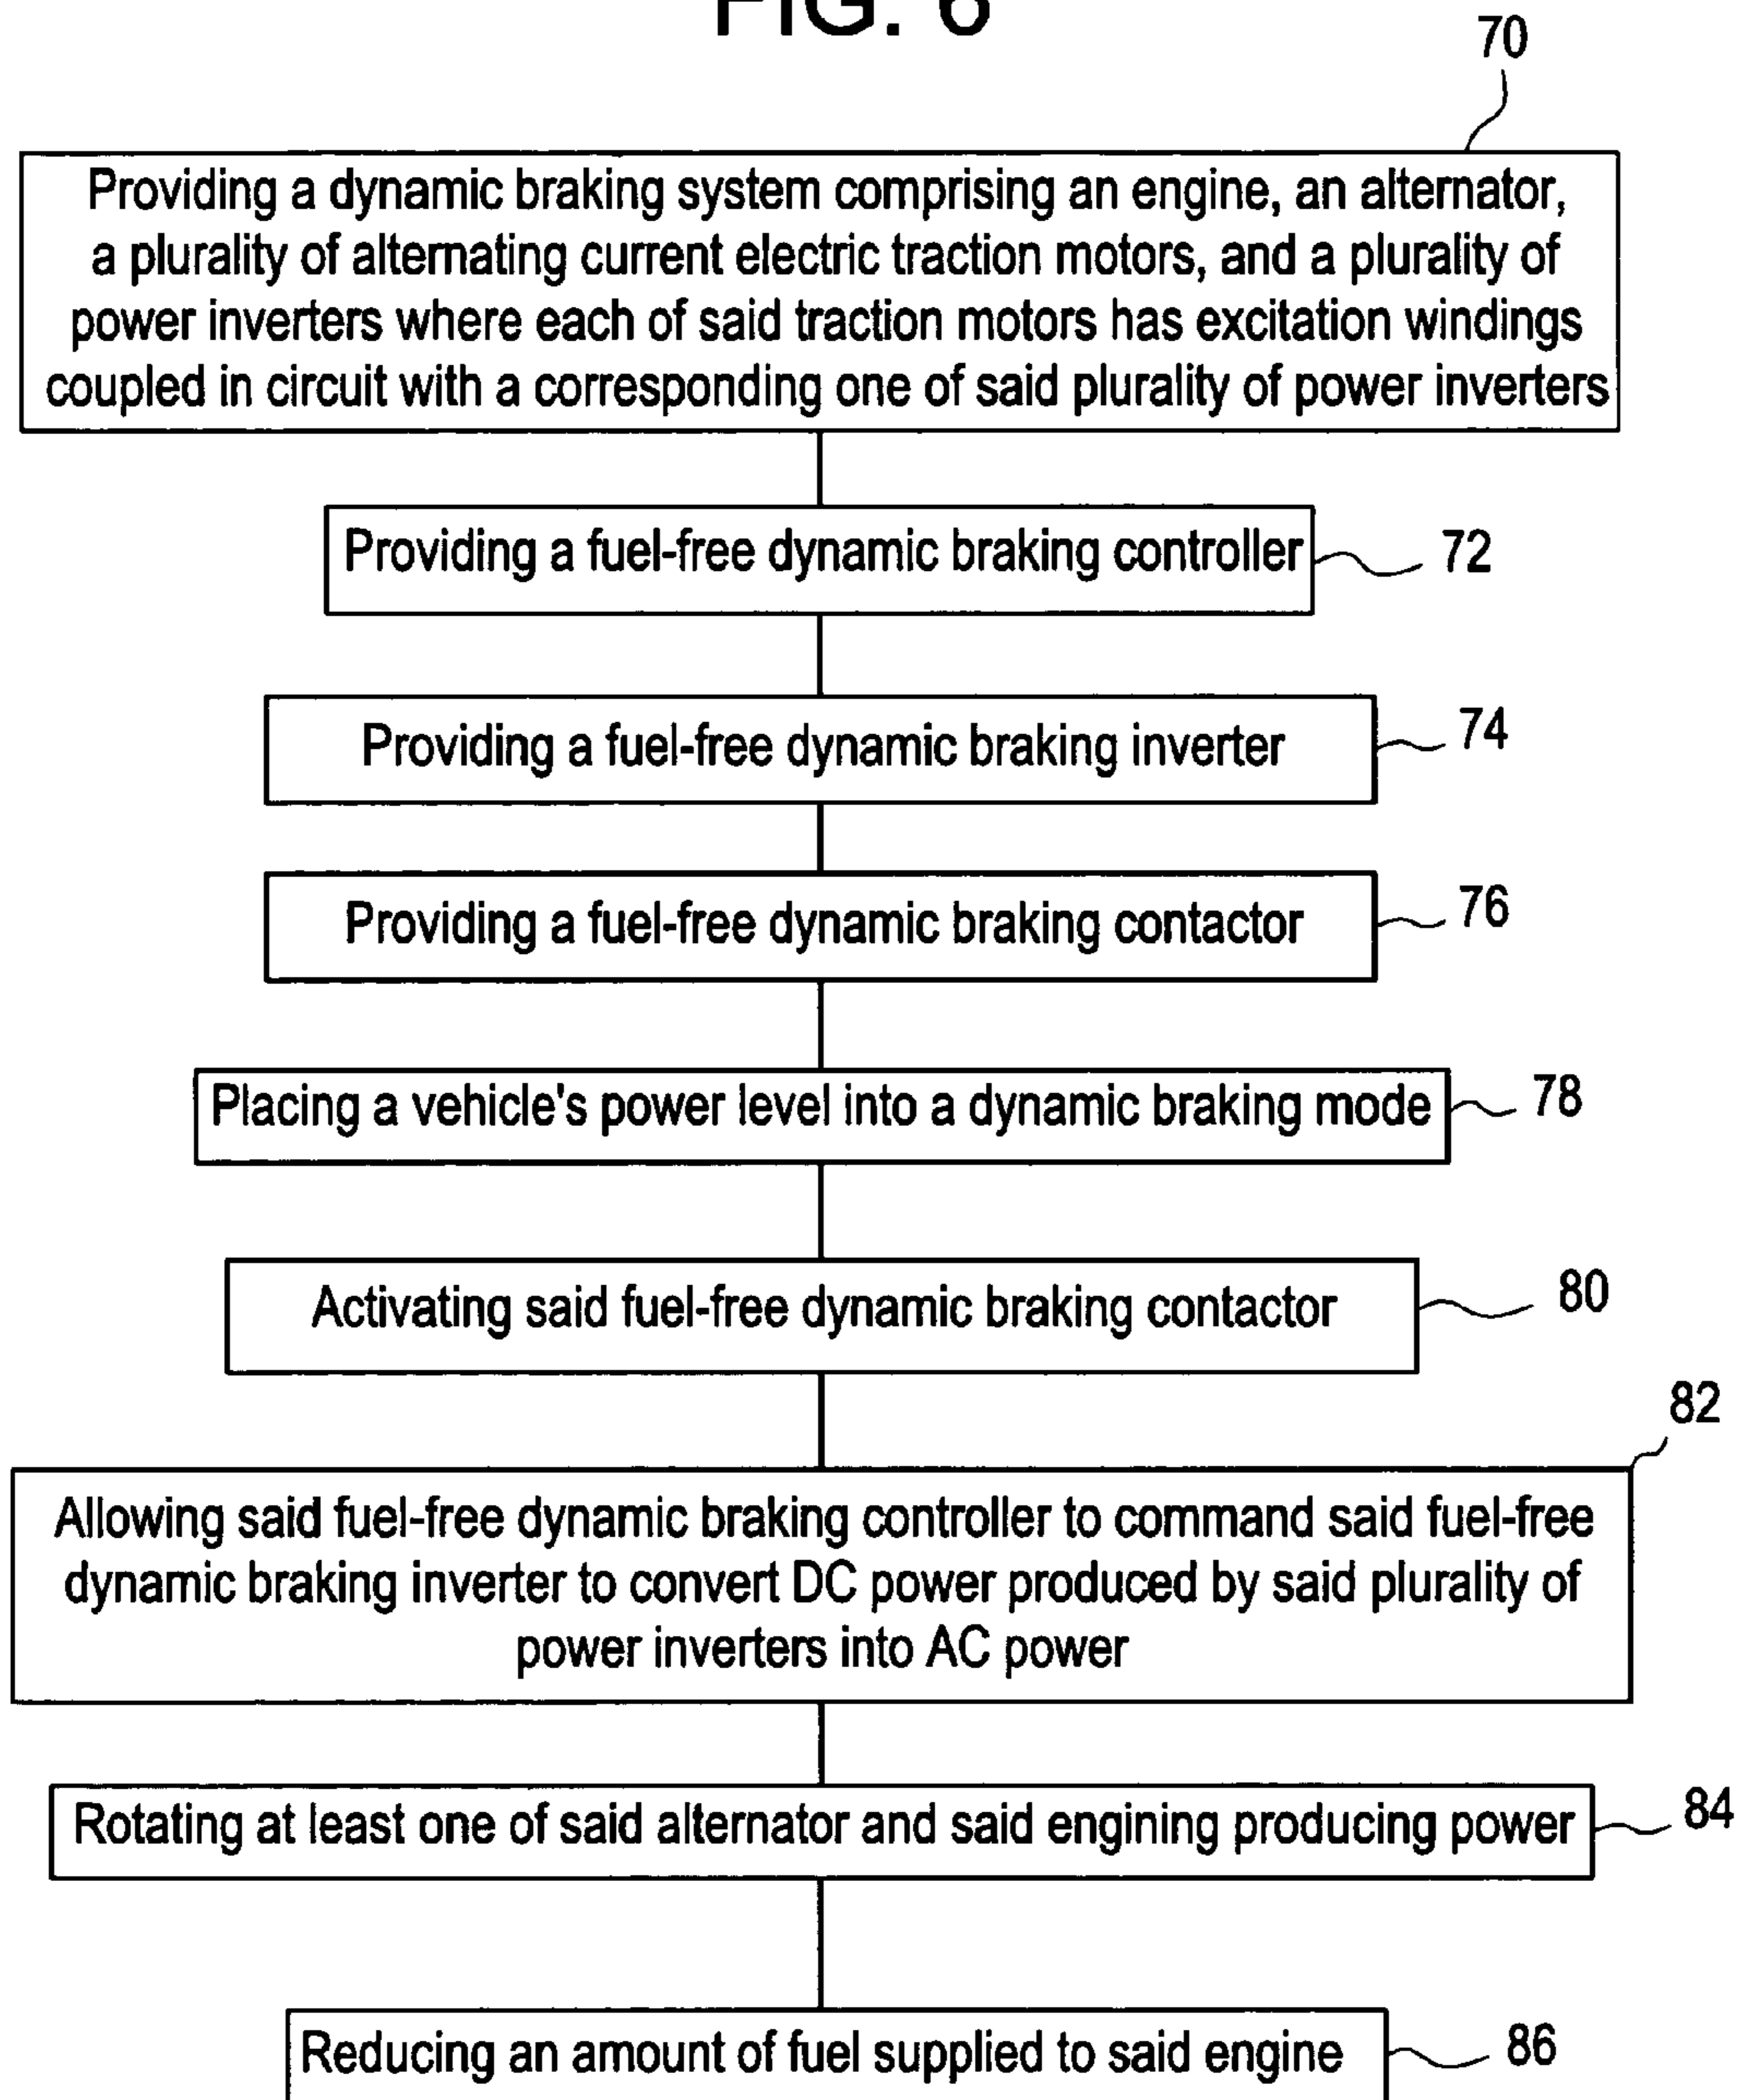 FIG. 6
70
Providing a dynamic braking system comprising an engine, an alternator,
a plurality of alternating current electric traction motors, and a plurality of
power inverters where each of said traction motors has excitation windings
coupled in circuit with a corresponding one of said plurality of power inverters
Providing a fuel-free dynamic braking controller
72
Providing a fuel-free dynamic braking inverter
74
Providing a fuel-free dynamic braking contactor
76
Placing a vehicle's power level into a dynamic braking mode
78
Activating said fuel-free dynamic braking contactor
80
82
Allowing said fuel-free dynamic braking controller to command said fuel-free
dynamic braking inverter to convert DC power produced by said plurality of
power inverters into AC power
Rotating at least one of said alternator and said engining producing power
84
Reducing an amount of fuel supplied to said engine
86